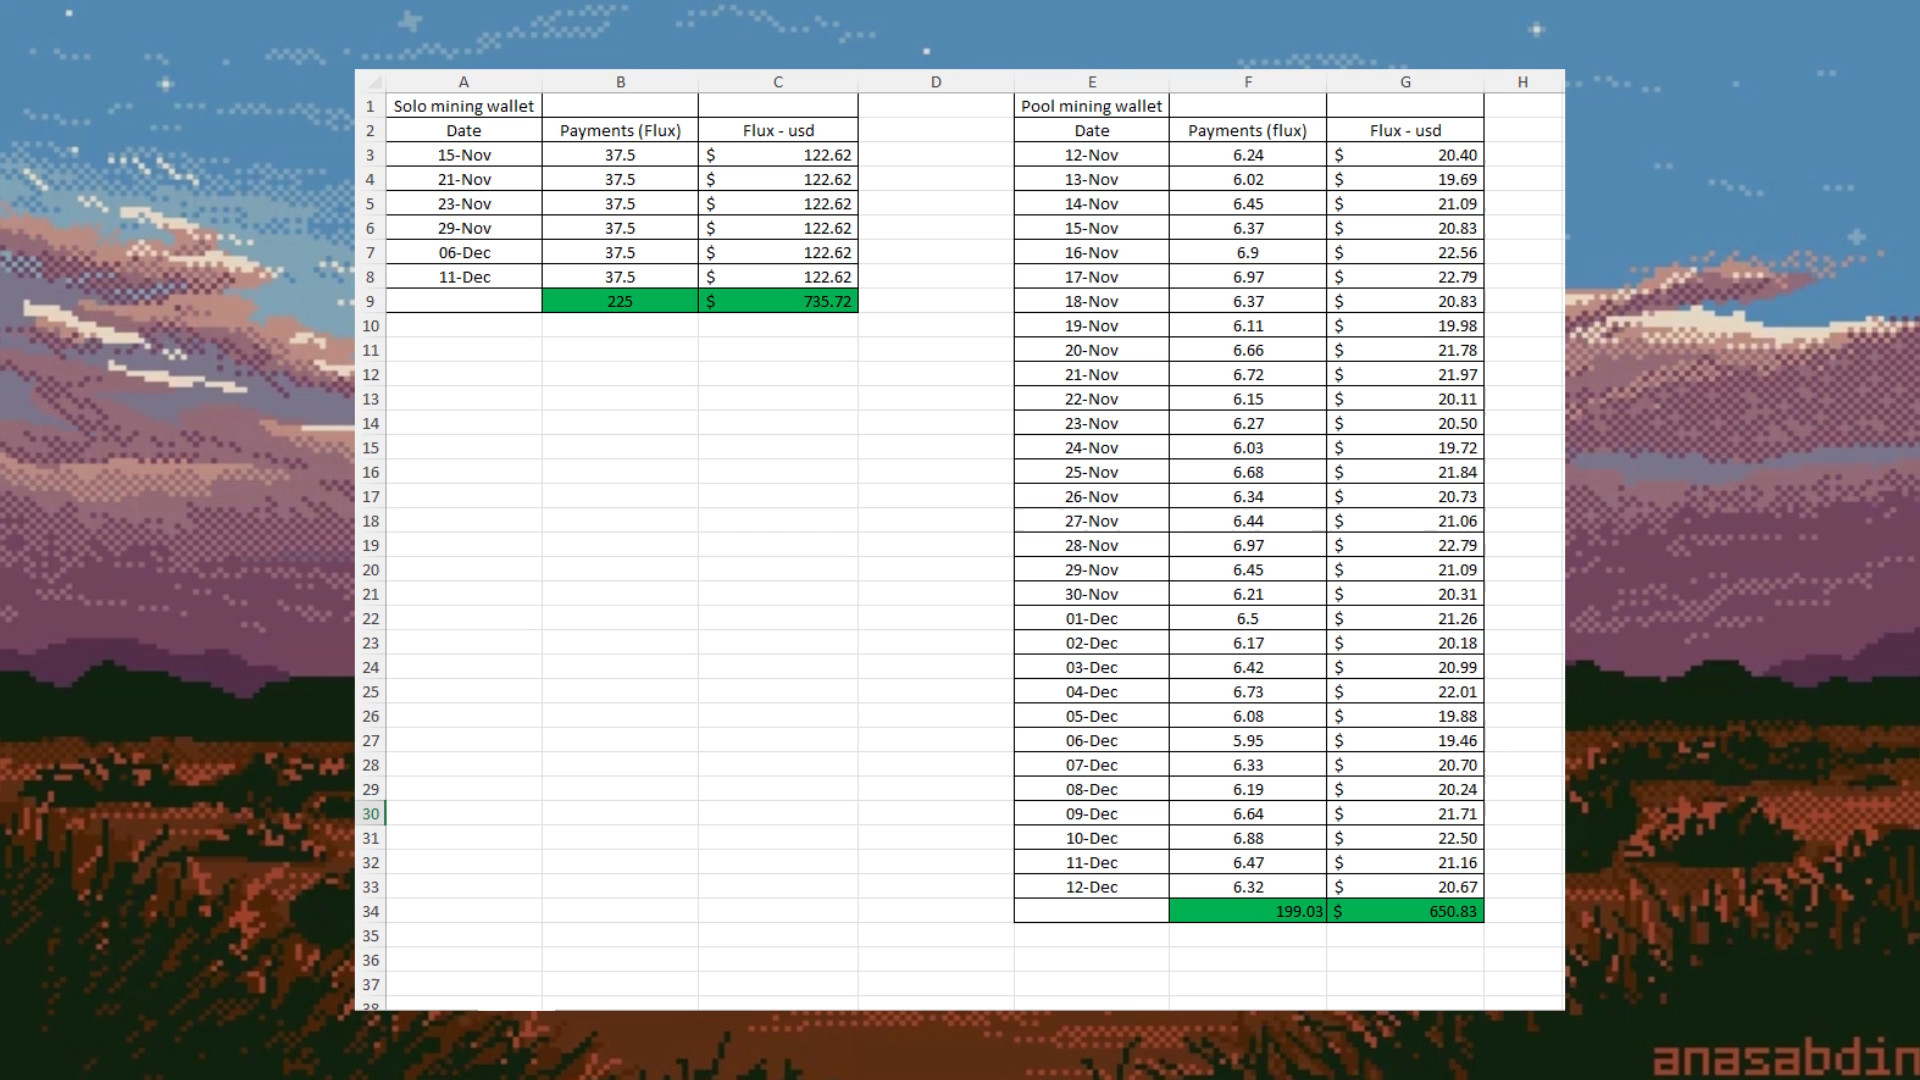 A B C D E F G H
1 Solo mining wallet Pool mining wallet
2 Date Payments (Flux) Flux - usd Date Payments (flux) Flux - usd
3 15-Nov 37.5 $ 122.62 12-Nov 6.24 $ 20.40
4 21-Nov 37.5 $ 122.62 13-Nov 6.02 $ 19.69
5 23-Nov 37.5 $ 122.62 14-Nov 6.45 $ 21.09
6 29-Nov 37.5 $ 122.62 15-Nov 6.37 $ 20.83
7 06-Dec 37.5 $ 122.62 16-Nov 6.9 $ 22.56
8 11-Dec 37.5 $ 122.62 17-Nov 6.97 $ 22.79
9 225 $ 735.72 18-Nov 6.37 $ 20.83
10 19-Nov 6.11 $ 19.98
11 20-Nov 6.66 $ 21.78
12 21-Nov 6.72 $ 21.97
13 22-Nov 6.15 $ 20.11
14 23-Nov 6.27 $ 20.50
15 24-Nov 6.03 $ 19.72
16 25-Nov 6.68 $ 21.84
17 26-Nov 6.34 $ 20.73
18 27-Nov 6.44 $ 21.06
19 28-Nov 6.97 $ 22.79
20 29-Nov 6.45 $ 21.09
21 30-Nov 6.21 $ 20.31
22 01-Dec 6.5 $ 21.26
23 02-Dec 6.17 $ 20.18
24 03-Dec 6.42 $ 20.99
25 04-Dec 6.73 $ 22.01
26 05-Dec 6.08 $ 19.88
27 06-Dec 5.95 $ 19.46
28 07-Dec 6.33 $ 20.70
29 08-Dec 6.19 $ 20.24
30 09-Dec 6.64 $ 21.71
31 10-Dec 6.88 $ 22.50
32 11-Dec 6.47 $ 21.16
33 12-Dec 6.32 $ 20.67
34 199.03 $ 650.83
35
36
37
38
anasabdin